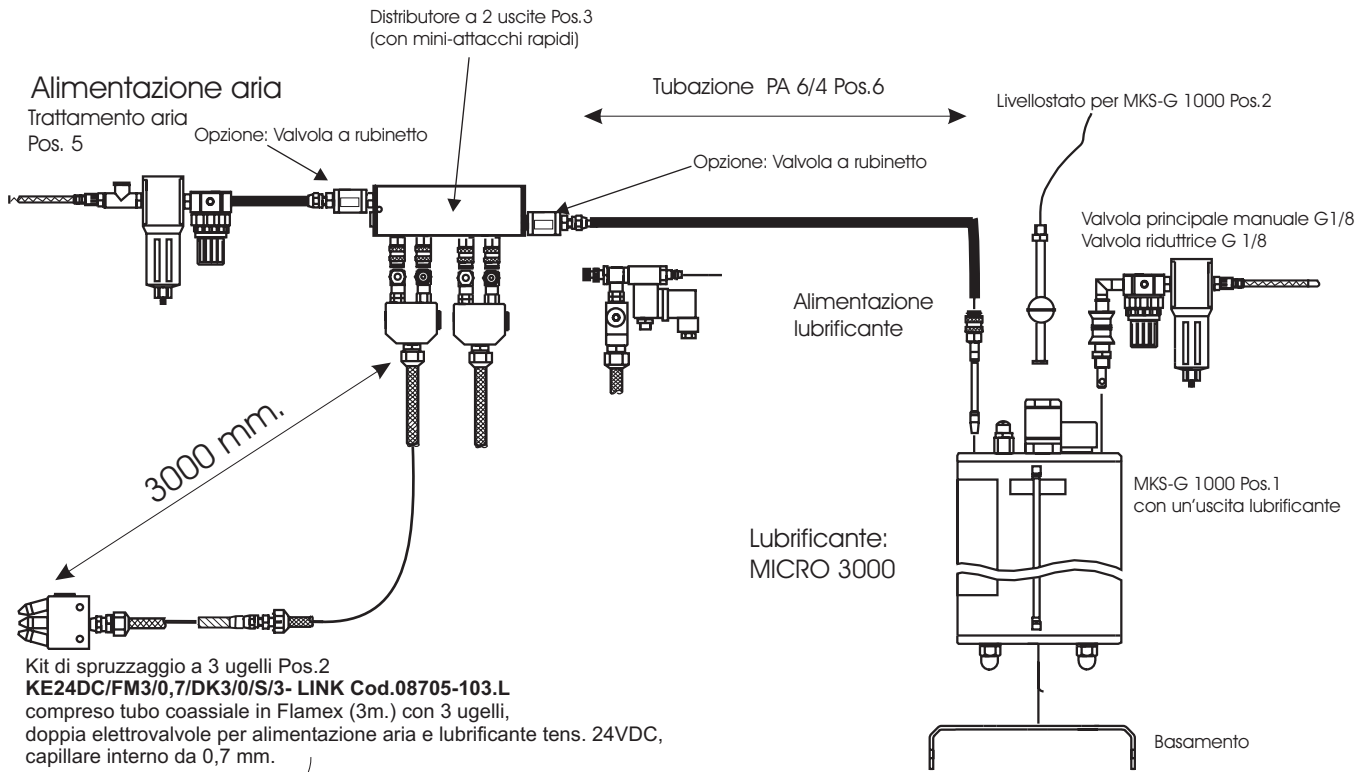 Distributore a 2 uscite Pos.3
(con mini-attacchi rapidi)
Alimentazione aria
Trattamento aria
Pos. 5
Opzione: Valvola a rubinetto
Tubazione PA 6/4 Pos.6
Livellostato per MKS-G 1000 Pos.2
Opzione: Valvola a rubinetto
Valvola principale manuale G1/8
Valvola riduttrice G 1/8
Alimentazione
lubrificante
3000 mm.
MKS-G 1000 Pos.1
con un'uscita lubrificante
Lubrificante:
MICRO 3000
Kit di spruzzaggio a 3 ugelli Pos.2
KE24DC/FM3/0,7/DK3/0/S/3- LINK Cod.08705-103.L
compreso tubo coassiale in Flamex (3m.) con 3 ugelli,
doppia elettrovalvole per alimentazione aria e lubrificante tens. 24VDC,
capillare interno da 0,7 mm.
Basamento